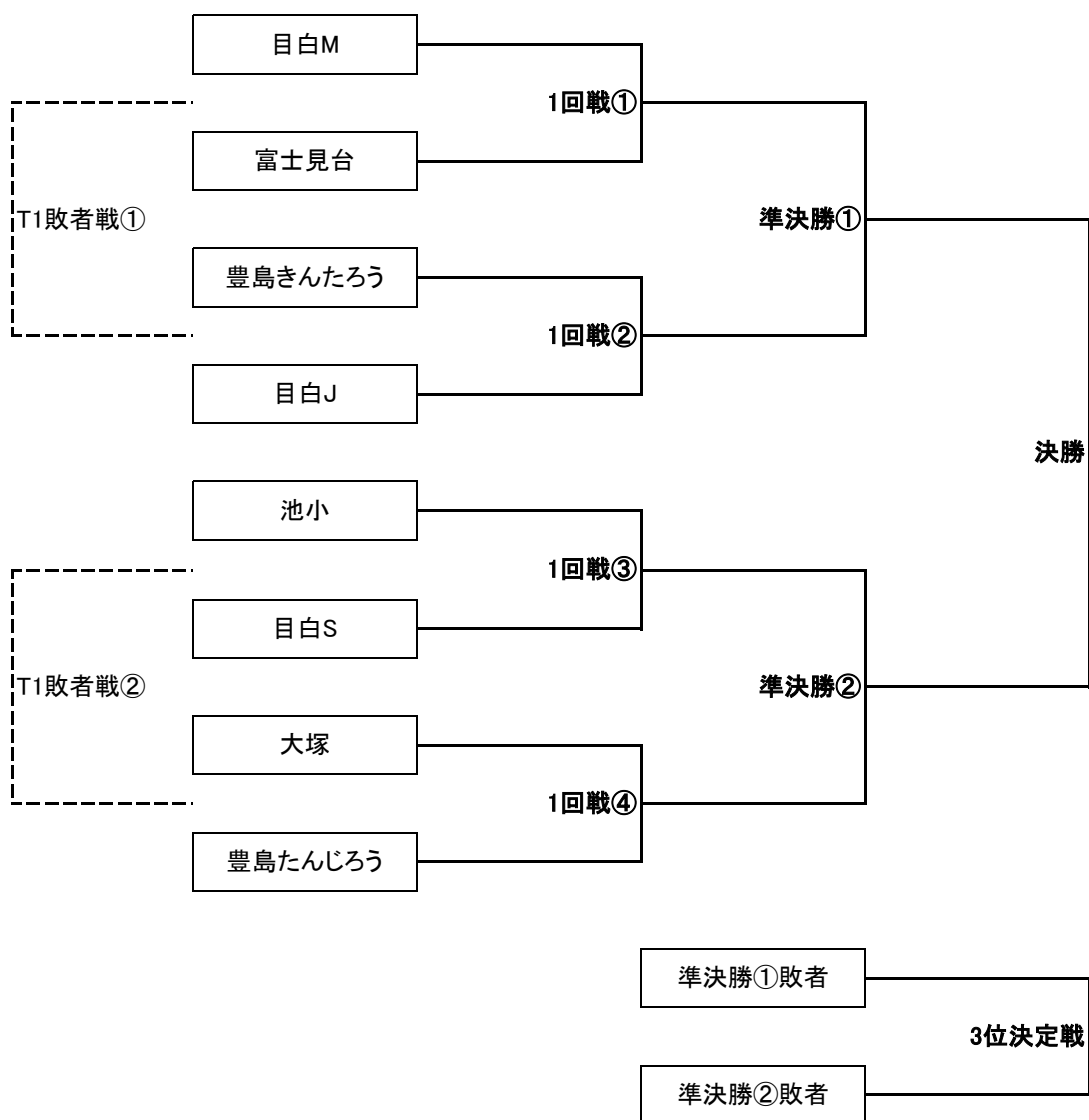 目白M
1回戦①
富士見台
T1敗者戦①
準決勝①
豊島きんたろう
1回戦②
目白J
決勝
池小
1回戦③
目白S
T1敗者戦②
準決勝②
大塚
1回戦④
豊島たんじろう
準決勝①敗者
3位決定戦
準決勝②敗者